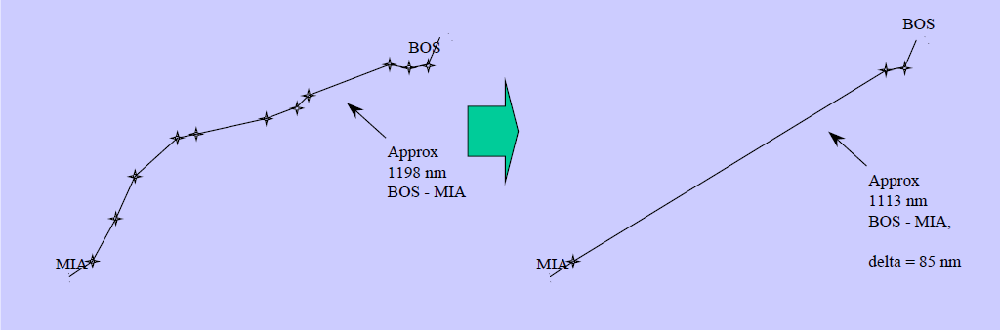 BOS
Approx
1198 nm
BOS - MIA
MIA
BOS
Approx
1113 nm
BOS - MIA,
delta = 85 nm
MIA